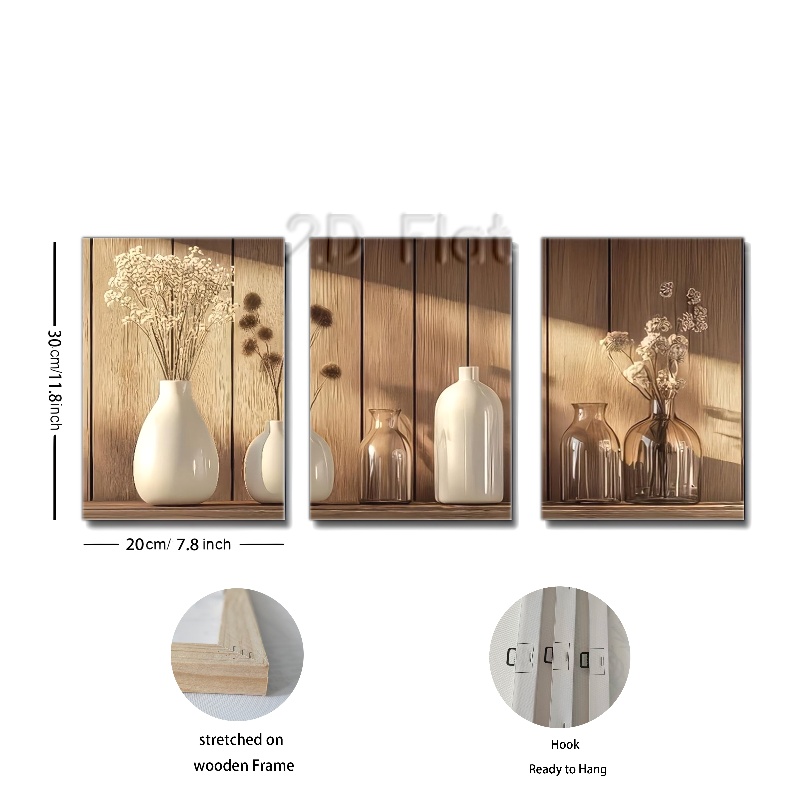 2D Flat
30cm/11.8inch
20cm/ 7.8 inch
stretched on
wooden Frame
Hook
Ready to Hang